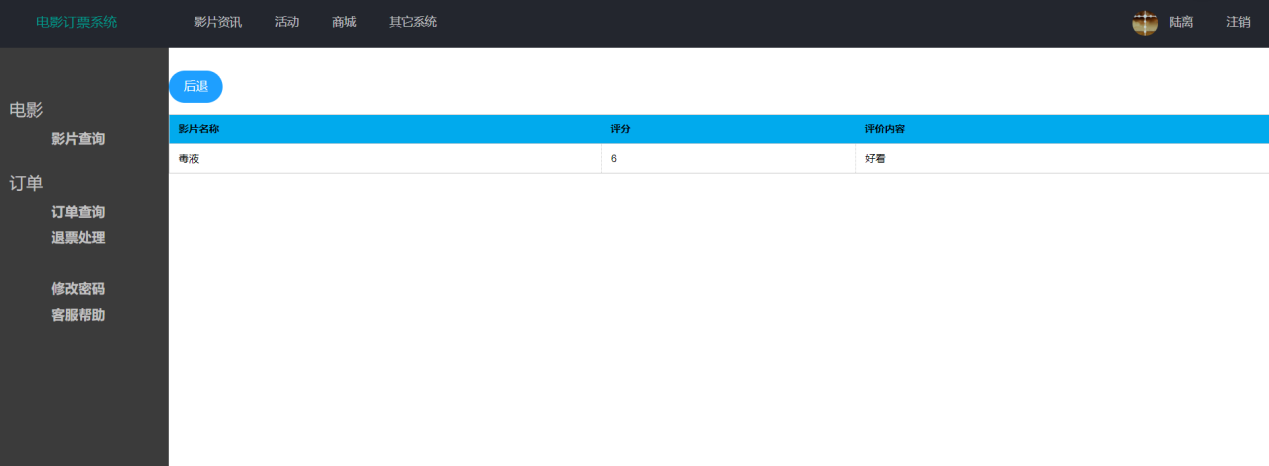 电影订票系统 影片资讯 活动 商城 其它系统 陆离 注销
后退
电影
影片名称 评分 评价内容
影片查询
毒液 6 好看
订单
订单查询
退票处理
修改密码
客服帮助